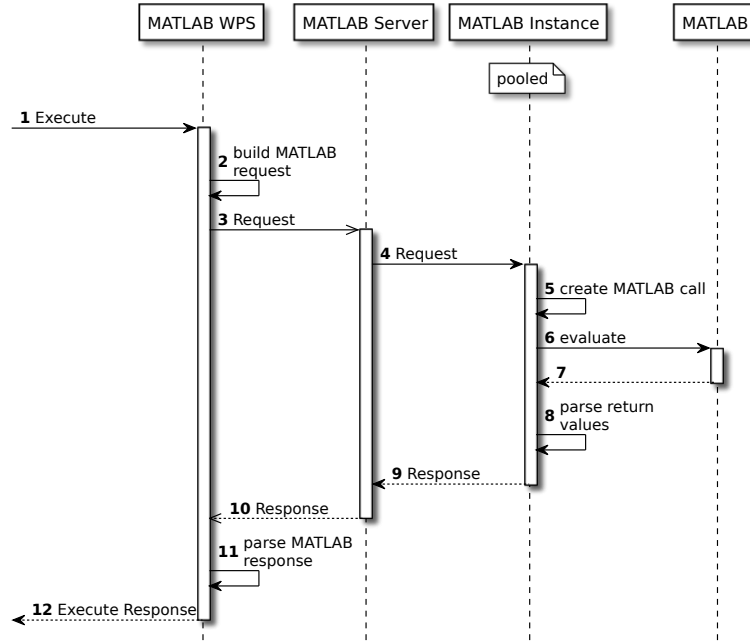 MATLAB WPS
MATLAB Server
MATLAB Instance
MATLAB
pooled
1 Execute
2 build MATLAB
request
3 Request
4 Request
5 create MATLAB call
6 evaluate
7
8 parse return
values
9 Response
10 Response
11 parse MATLAB
response
12 Execute Response